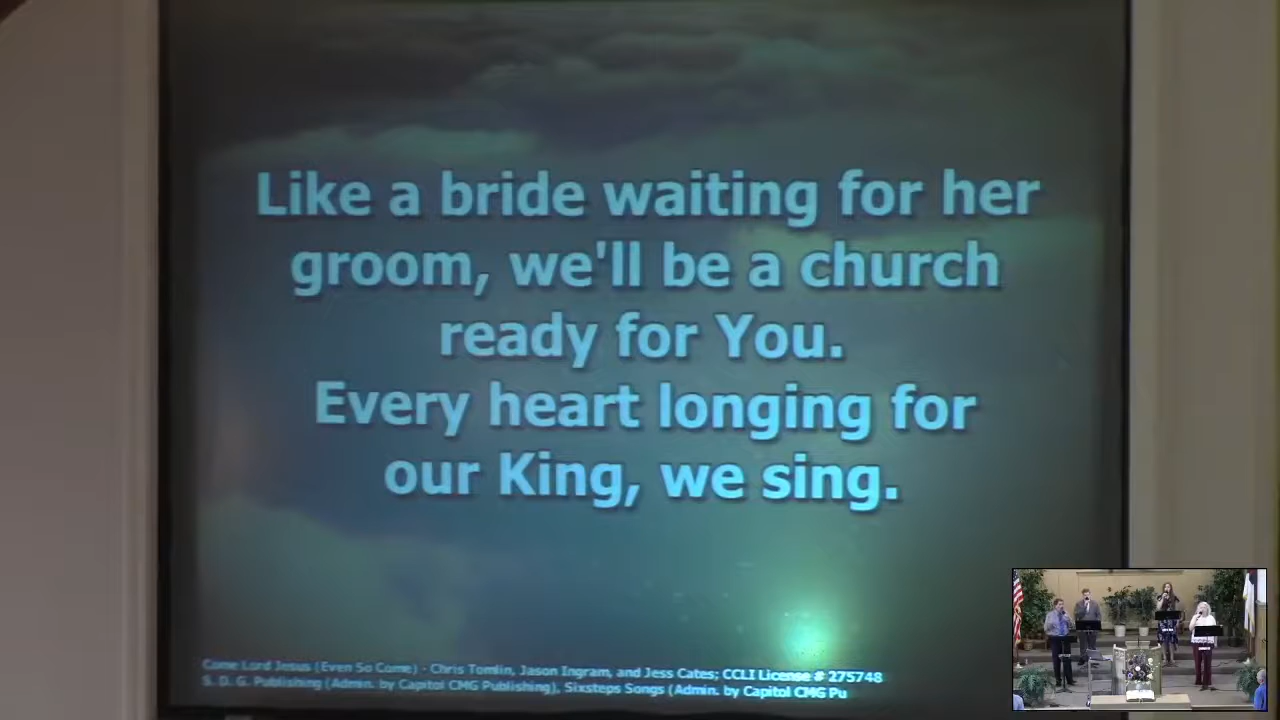 Like a bride waiting for her
groom, we'll be a church
ready for You.
Every heart longing for
our King, we sing.
Come Lord Jesus (Even So Come) - Chris Tomlin, Jason Ingram, and Jess Cates; CCLI License # 275748
S. D. G. Publishing (Admin. by Capitol CMG Publishing), Sixsteps Songs (Admin. by Capitol CMG Pu